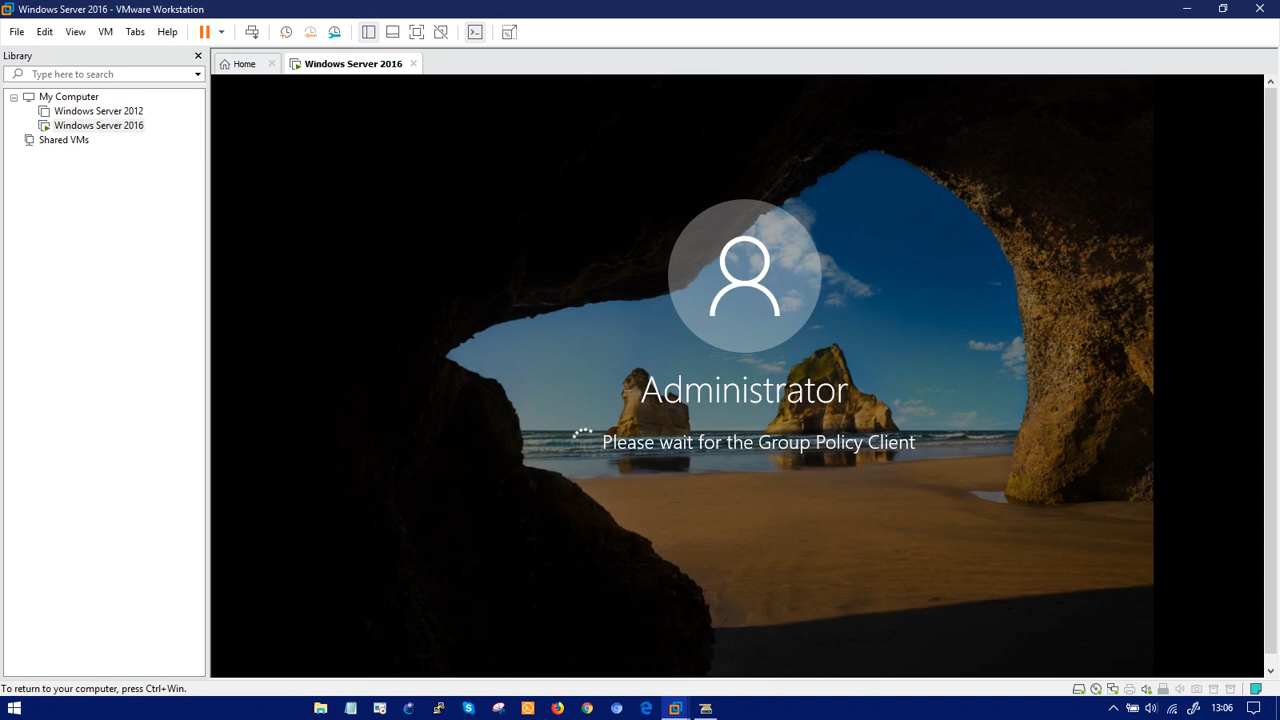 Windows Server 2016 - VMware Workstation
File Edit View VM Tabs Help
Library
Type here to search
Home
Windows Server 2016
My Computer
Windows Server 2012
Windows Server 2016
Shared VMs
Administrator
Please wait for the Group Policy Client
To return to your computer, press Ctrl+Win.
13:06